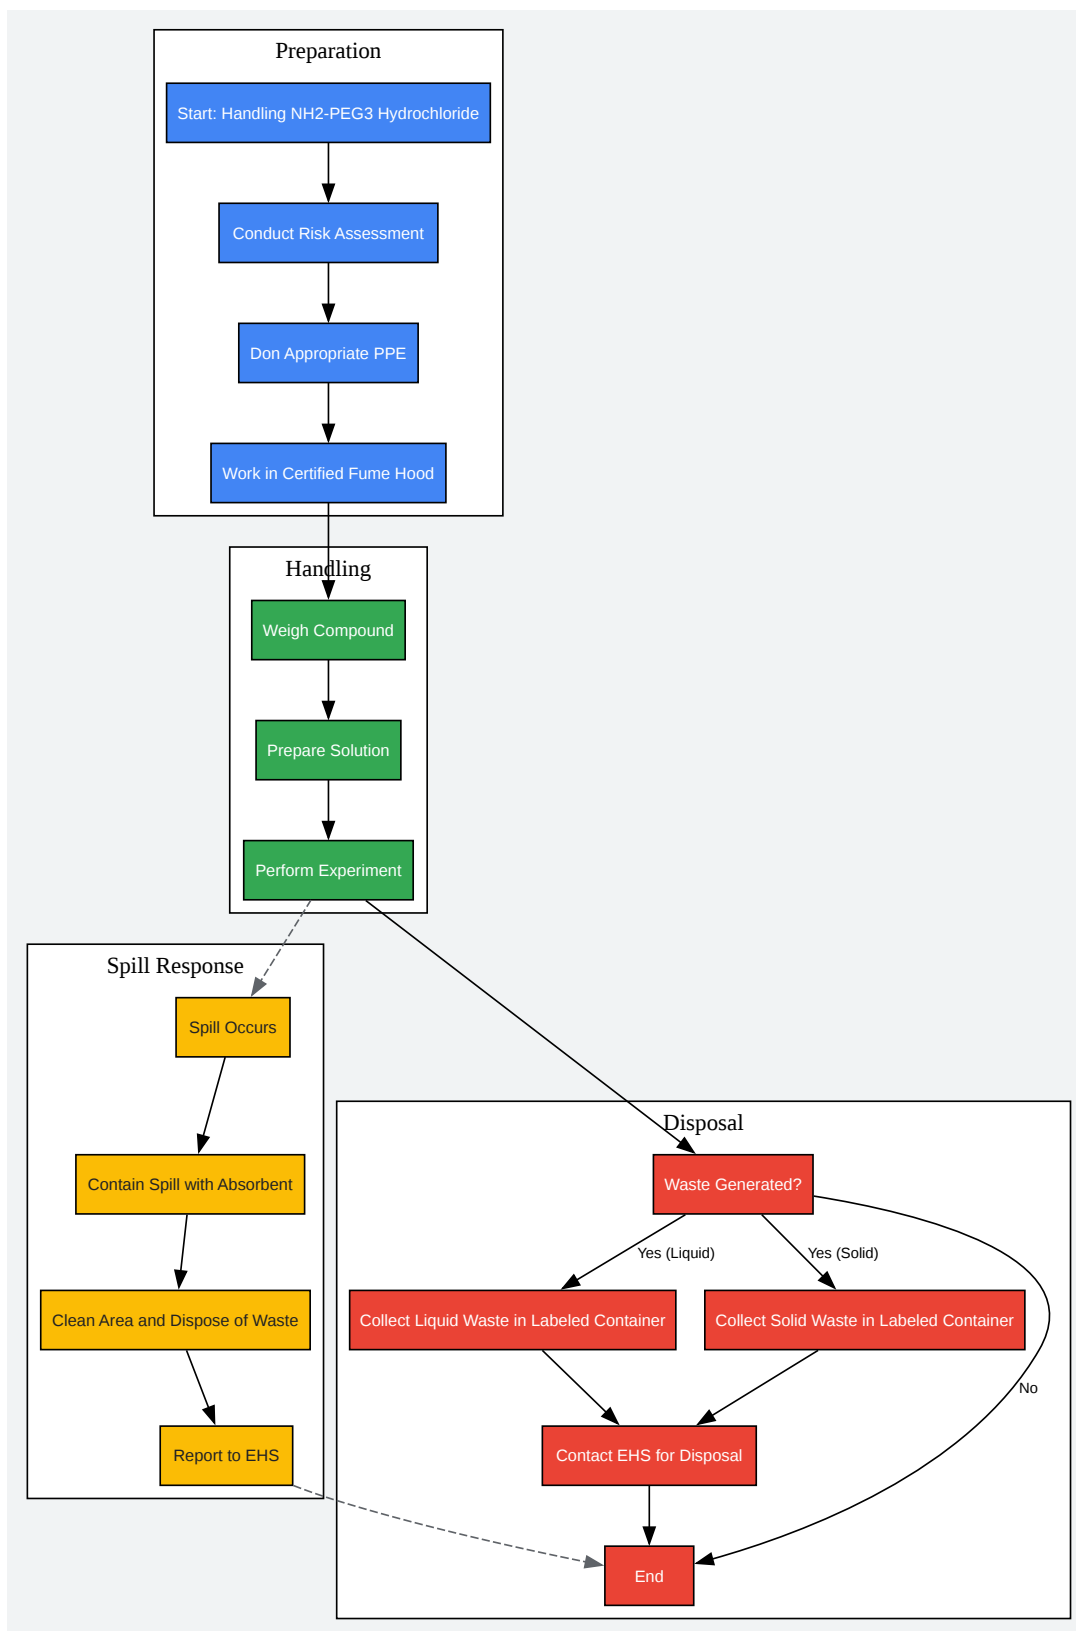 Preparation
Start: Handling NH2-PEG3 Hydrochloride
Conduct Risk Assessment
Don Appropriate PPE
Work in Certified Fume Hood
Handling
Weigh Compound
Prepare Solution
Perform Experiment
Spill Response
Spill Occurs
Contain Spill with Absorbent
Clean Area and Dispose of Waste
Report to EHS
Disposal
Waste Generated?
Yes (Liquid)
Yes (Solid)
Collect Liquid Waste in Labeled Container
Collect Solid Waste in Labeled Container
No
Contact EHS for Disposal
End